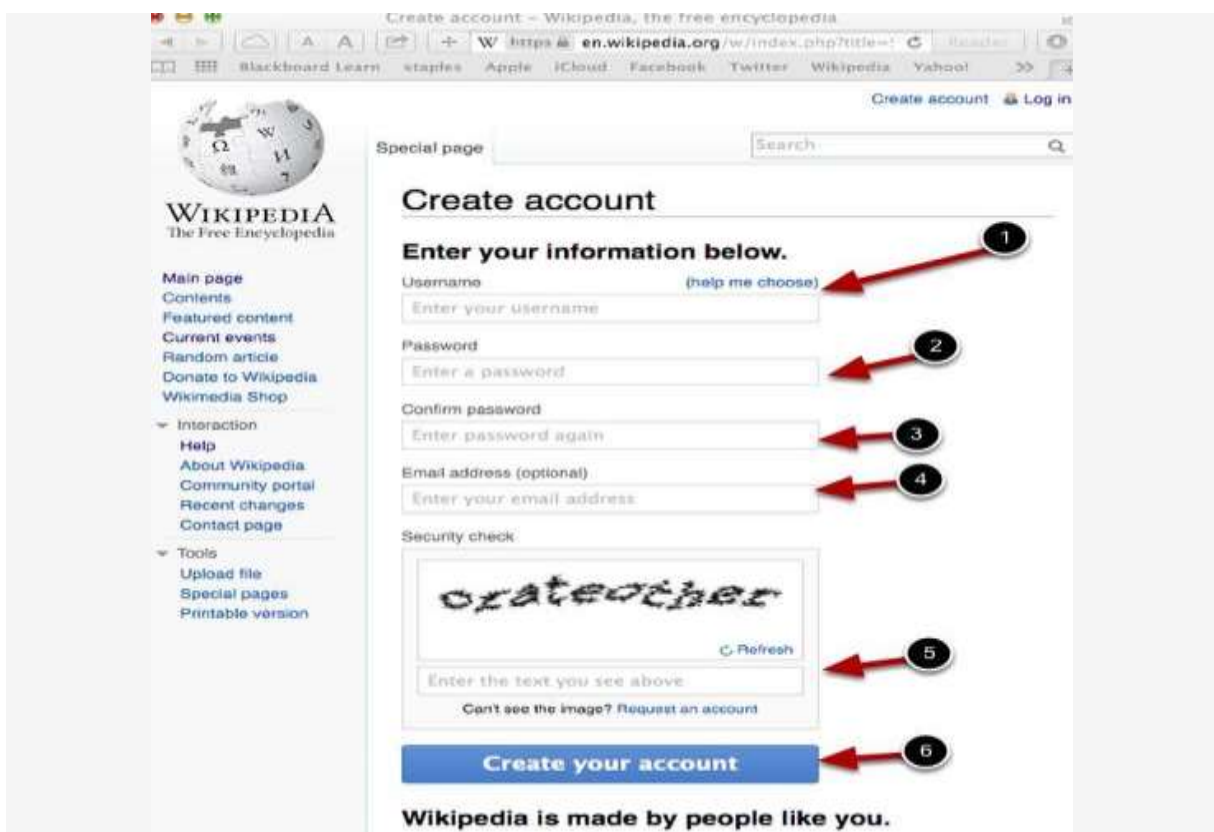 Create account – Wikipedia, the free encyclopedia
A A + W https en.wikipedia.org/w/index.php?title= Reader
Blackboard Learn staples Apple iCloud Facebook Twitter Wikipedia Yahoo! >>
Create account Log in
Special page
Search
WIKIPEDIA
The Free Encyclopedia
Main page
Contents
Featured content
Current events
Random article
Donate to Wikipedia
Wikimedia Shop
Interaction
Help
About Wikipedia
Community portal
Recent changes
Contact page
Tools
Upload file
Special pages
Printable version
Create account
Enter your information below.
1
Username (help me choose)
Enter your username
Password
2
Enter a password
Confirm password
Enter password again
3
Email address (optional)
4
Enter your email address
Security check
Refresh
5
Enter the text you see above
Can't see the image? Request an account
Create your account
6
Wikipedia is made by people like you.